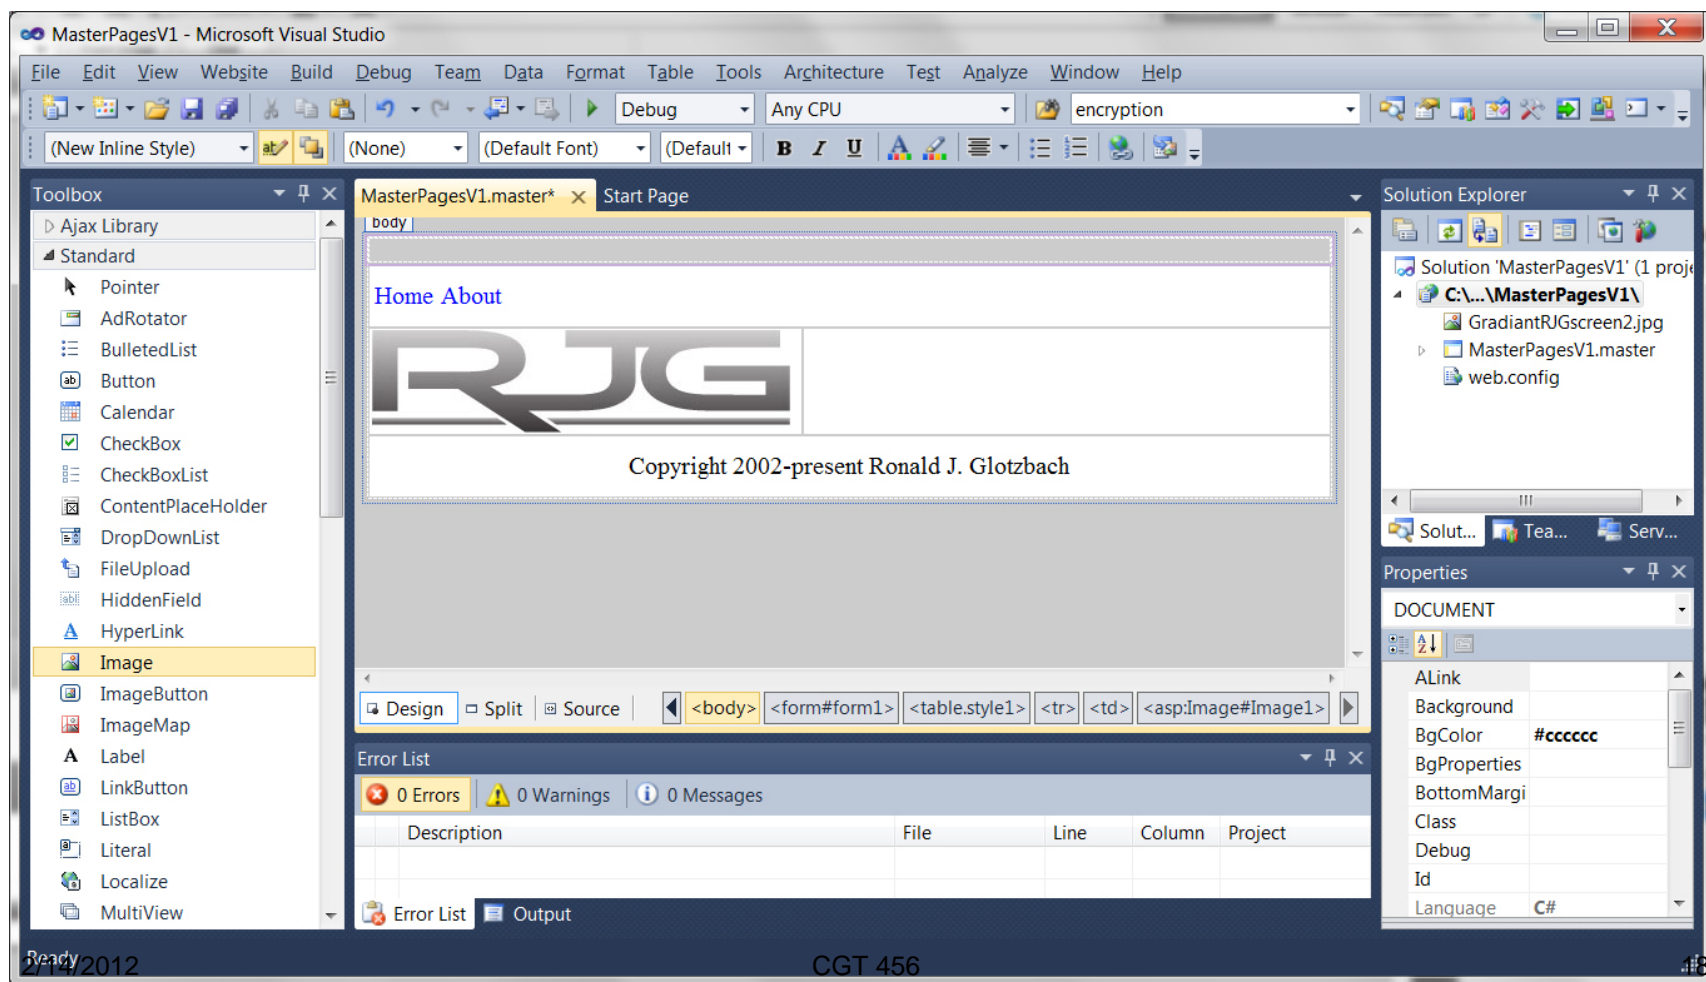 MasterPagesV1 - Microsoft Visual Studio
File Edit View Website Build Debug Team Data Format Table Tools Architecture Test Analyze Window Help
Debug Any CPU encryption
(New Inline Style) (None) (Default Font) (Default B I U A
Toolbox
Ajax Library
Standard
Pointer
AdRotator
BulletedList
Button
Calendar
CheckBox
CheckBoxList
ContentPlaceHolder
DropDownList
FileUpload
HiddenField
HyperLink
Image
ImageButton
ImageMap
Label
LinkButton
ListBox
Literal
Localize
MultiView
MasterPagesV1.master* Start Page
body
Home About
RJG
Copyright 2002-present Ronald J. Glotzbach
Design Split Source <body> <form#form1> <table.style1> <tr> <td> <asp:Image#Image1>
Error List
0 Errors 0 Warnings 0 Messages
Description File Line Column Project
Error List Output
Solution Explorer
Solution 'MasterPagesV1' (1 proje
C:\...\MasterPagesV1\
GradiantRJGscreen2.jpg
MasterPagesV1.master
web.config
Solut... Tea... Serv...
Properties
DOCUMENT
ALink
Background
BgColor #cccccc
BgProperties
BottomMargi
Class
Debug
Id
Language C#
Ready
2/14/2012 CGT 456 18